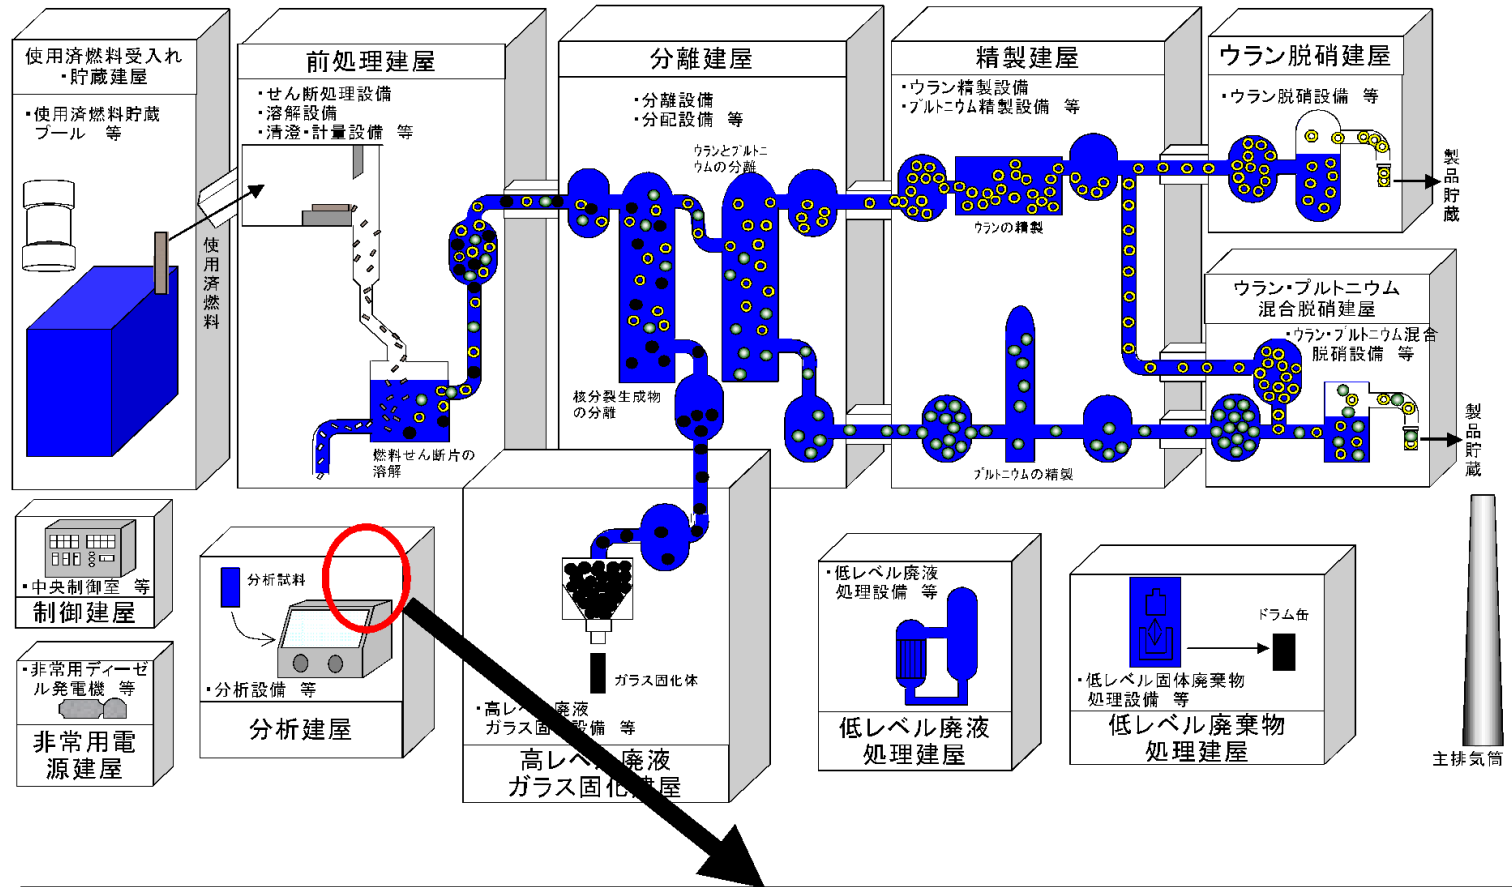 使用済燃料受入れ
・貯蔵建屋
・使用済燃料貯蔵
プール 等
使用済燃料
前処理建屋
・せん断処理設備
・溶解設備
・清澄・計量設備 等
燃料せん断片の
溶解
分離建屋
・分離設備
・分配設備 等
ウランとプルトニ
ウムの分離
核分裂生成物
の分離
精製建屋
・ウラン精製設備
・プルトニウム精製設備 等
ウランの精製
プルトニウムの精製
ウラン脱硝建屋
・ウラン脱硝設備 等
製品貯蔵
ウラン・プルトニウム
混合脱硝建屋
・ウラン・プルトニウム混合
脱硝設備 等
製品貯蔵
・中央制御室 等
制御建屋
・非常用ディーゼ
ル発電機 等
非常用電
源建屋
分析試料
・分析設備 等
分析建屋
ガラス固化体
・高レベル廃液
ガラス固化設備 等
高レベル廃液
ガラス固化建屋
・低レベル廃液
処理設備 等
低レベル廃液
処理建屋
ドラム缶
・低レベル固体廃棄物
処理設備 等
低レベル廃棄物
処理建屋
主排気筒